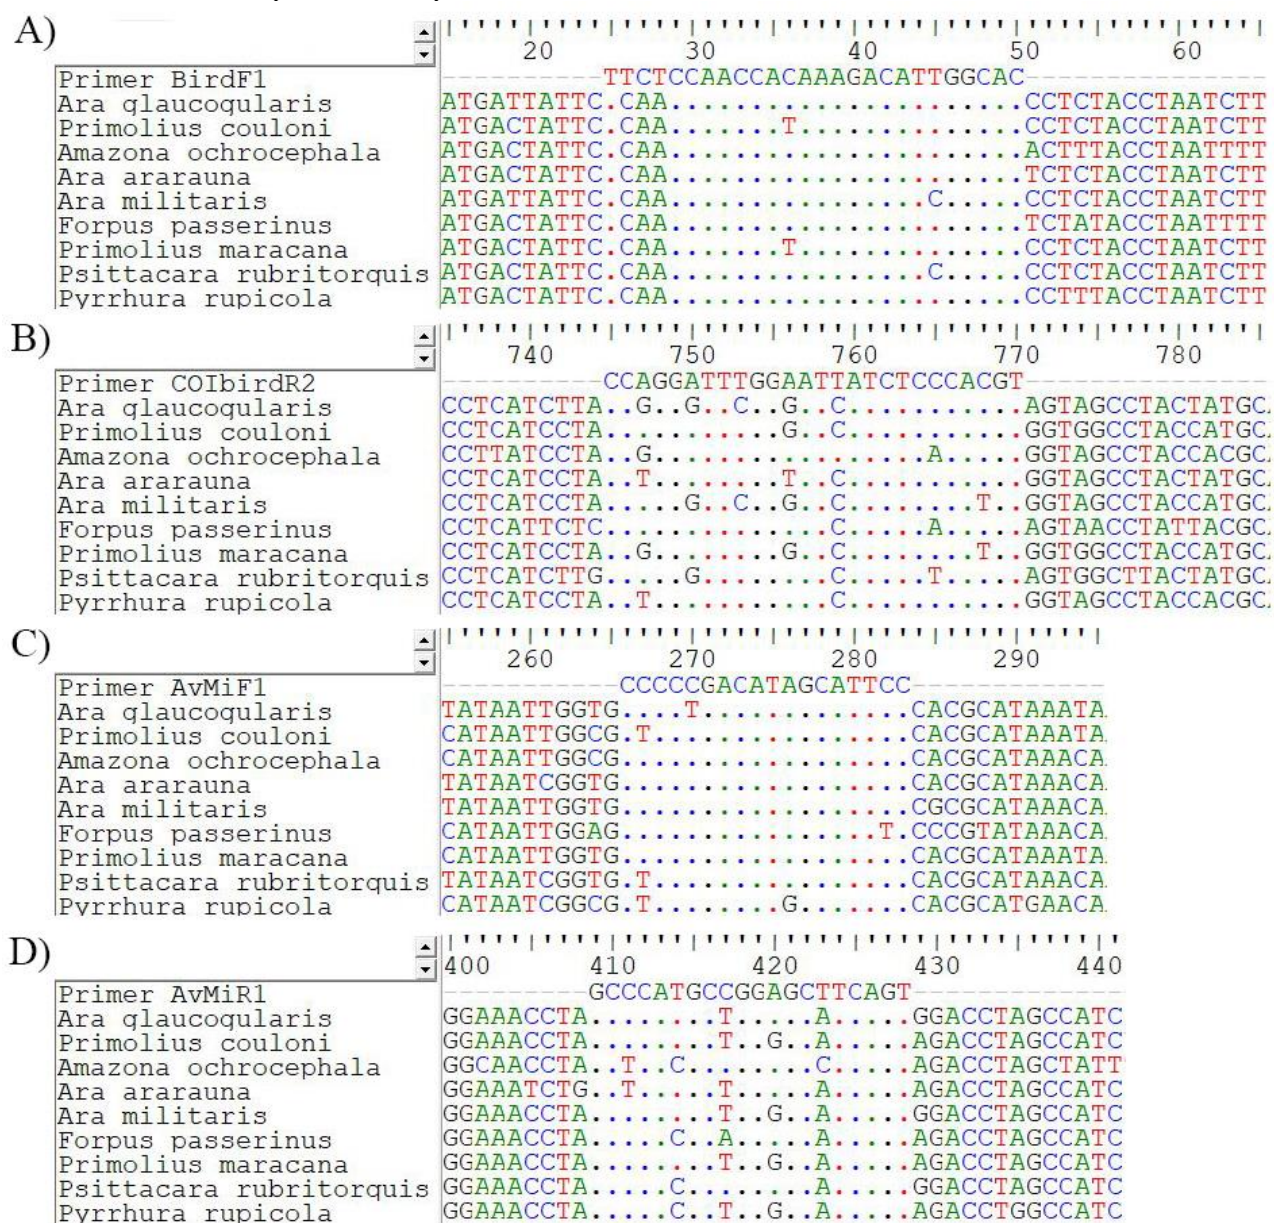 A)
20 30 40 50 60
Primer BirdF1 ----------TTCTCCAACCACAAAGACATTGGCAC---------------
Ara glaucogularis ATGATTATTC.CAA......................CCTCTACCTAATCTT
Primolius couloni ATGACTATTC.CAA.......T..............CCTCTACCTAATCTT
Amazona ochrocephala ATGACTATTC.CAA......................ACTTTACCTAATTTT
Ara ararauna ATGACTATTC.CAA......................TCTCTACCTAATCTT
Ara militaris ATGATTATTC.CAA................C.....CCTCTACCTAATCTT
Forpus passerinus ATGACTATTC.CAA......................TCTATACCTAATTTT
Primolius maracana ATGACTATTC.CAA.......T..............CCTCTACCTAATCTT
Psittacara rubritorquis ATGACTATTC.CAA................C.....CCTCTACCTAATCTT
Pyrrhura rupicola ATGACTATTC.CAA......................CCTTTACCTAATCTT
B)
740 750 760 770 780
Primer COIbirdR2 ----------CCAGGATTTGGAATTATCTCCCACGT---------------
Ara glaucogularis CCTCATCTTA..G..G..C..G..C...........AGTAGCCTACTATGC
Primolius couloni CCTCATCCTA...........G..C...........GGTGGCCTACCATGC
Amazona ochrocephala CCTTATCCTA..G.................A.....GGTAGCCTACCACGC
Ara ararauna CCTCATCCTA..T........T..C...........GGTAGCCTACTATGC
Ara militaris CCTCATCCTA.....G..C..G..C........T..GGTAGCCTACCATGC
Forpus passerinus CCTCATTCTC..............C.....A.....AGTAACCTATTACGC
Primolius maracana CCTCATCCTA..G........G..C........T..GGTGGCCTACCATGC
Psittacara rubritorquis CCTCATCTTG.....G........C.....T.....AGTGGCTTACTATGC
Pyrrhura rupicola CCTCATCCTA..T...........C...........GGTAGCCTACCACGC
C)
260 270 280 290
Primer AvMiF1 -----------CCCCCGACATAGCATTCC------------
Ara glaucogularis TATAATTGGTG....T.............CACGCATAAATA
Primolius couloni CATAATTGGCG.T................CACGCATAAATA
Amazona ochrocephala CATAATTGGCG..................CACGCATAAACA
Ara ararauna TATAATCGGTG..................CACGCATAAACA
Ara militaris TATAATTGGTG..................CGCGCATAAACA
Forpus passerinus CATAATTGGAG................T.CCCGTATAAACA
Primolius maracana CATAATTGGTG..................CACGCATAAATA
Psittacara rubritorquis TATAATCGGTG.T................CACGCATAAACA
Pyrrhura rupicola CATAATCGGCG.T........G.......CACGCATGAACA
D)
400 410 420 430 440
Primer AvMiR1 ---------GCCCATGCCGGAGCTTCAGT-------------
Ara glaucogularis GGAAACCTA........T.....A.....GGACCTAGCCATC
Primolius couloni GGAAACCTA........T..G..A.....AGACCTAGCCATC
Amazona ochrocephala GGCAACCTA..T..C........C.....AGACCTAGCTATT
Ara ararauna GGAAATCTG..T.....T.....A.....AGACCTAGCCATC
Ara militaris GGAAACCTA........T..G..A.....GGACCTAGCCATC
Forpus passerinus GGAAACCTA.....C..A.....A.....AGACCTAGCCATC
Primolius maracana GGAAACCTA........T..G..A.....AGACCTAGCCATC
Psittacara rubritorquis GGAAACCTA.....C........A.....GGACCTAGCCATC
Pyrrhura rupicola GGAAACCTA.....C..T..G..A.....AGACCTGGCCATC